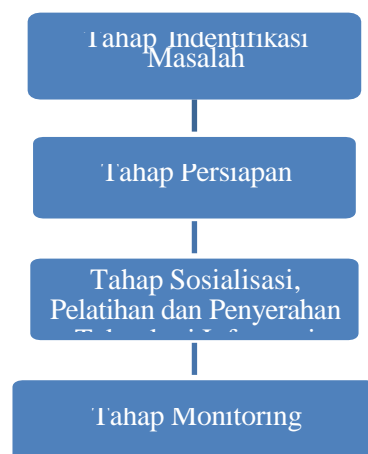 Tahap Indentifikasi
Masalah
Tahap Persiapan
Tahap Sosialisasi,
Pelatihan dan Penyerahan
Tahap Monitoring